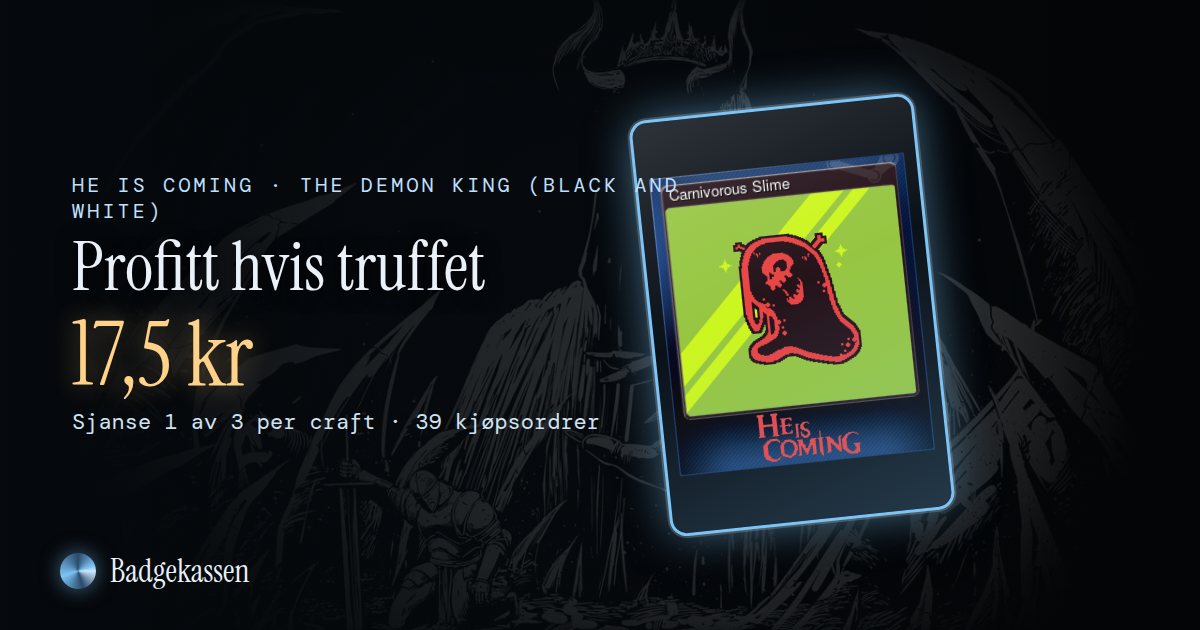 HE IS COMING · THE DEMON KING (BLACK AND
WHITE)
Profitt hvis truffet
17,5 kr
Sjanse 1 av 3 per craft · 39 kjøpsordrer
Badgekassen
Carnivorous Slime
HE IS
COMING